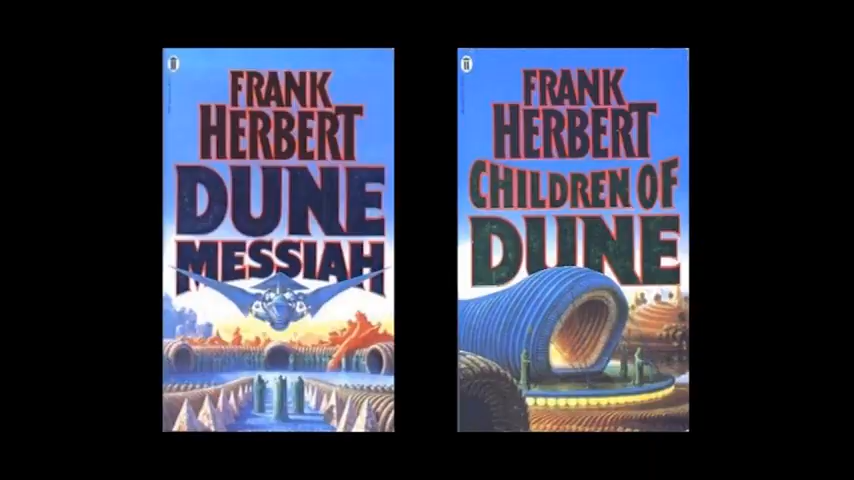 FRANK
HERBERT
DUNE
MESSIAH
FRANK
HERBERT
CHILDREN OF
DUNE